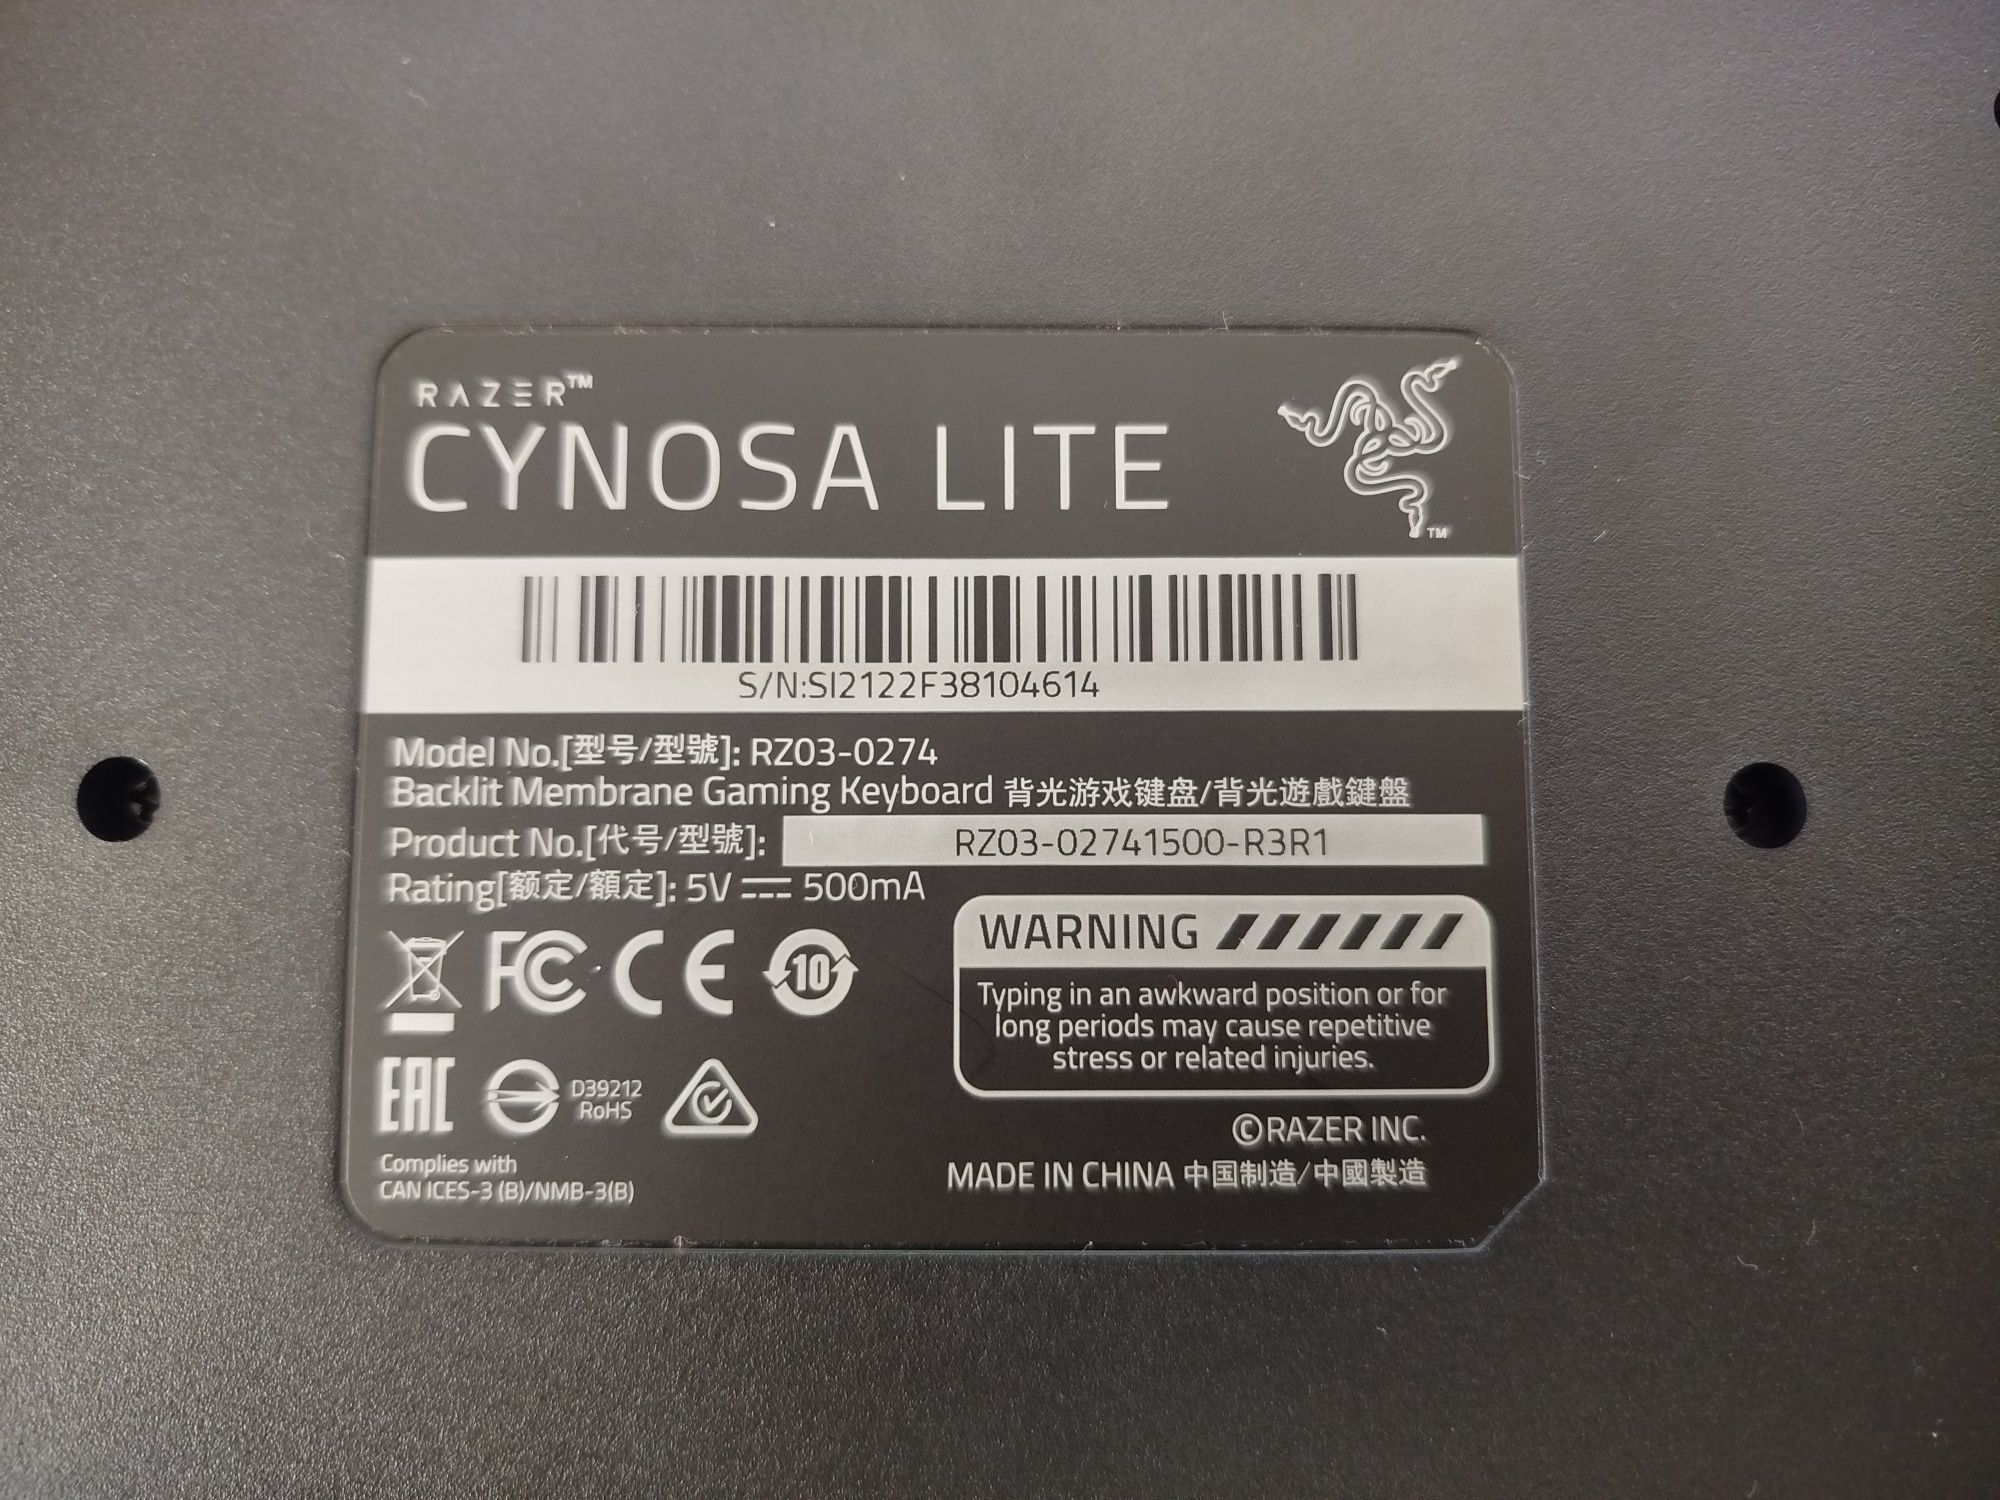 RAZER™
CYNOSA LITE
™
S/N:SI2122F38104614
Model No.[型号/型號]: RZ03-0274
Backlit Membrane Gaming Keyboard 背光游戏键盘/背光遊戲鍵盤
Product No.[代号/型號]: RZ03-02741500-R3R1
Rating[额定/額定]: 5V ⎓ 500mA
FC CE 10
WARNING
Typing in an awkward position or for
long periods may cause repetitive
stress or related injuries.
EAC
D39212
RoHS
Complies with
CAN ICES-3 (B)/NMB-3(B)
©RAZER INC.
MADE IN CHINA 中国制造/中國製造